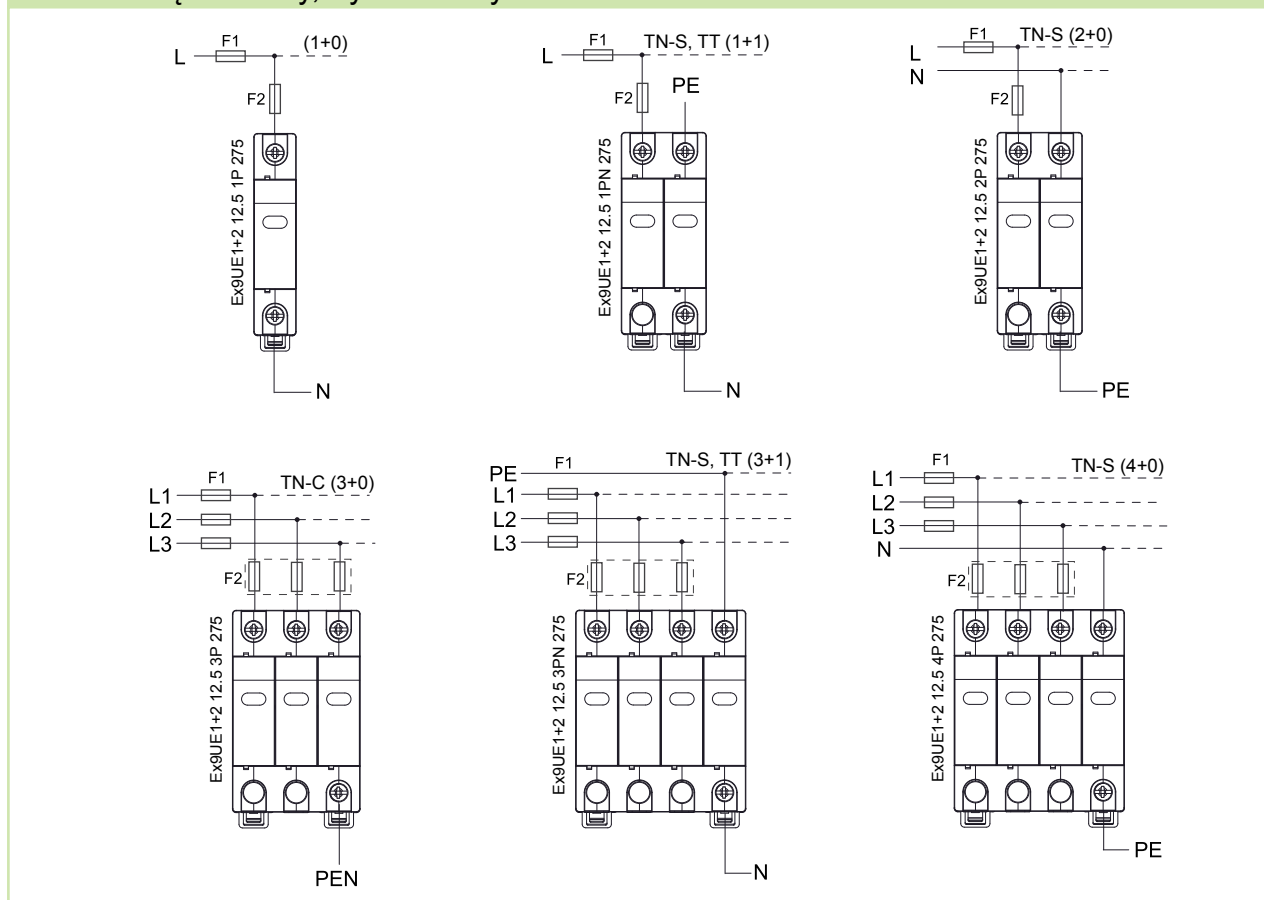 F1
(1+0)
L
F2
Ex9UE1+2 12.5 1P 275
N
F1
TN-S, TT (1+1)
L
F2
PE
Ex9UE1+2 12.5 1PN 275
N
F1
TN-S (2+0)
L
N
F2
Ex9UE1+2 12.5 2P 275
PE
F1
TN-C (3+0)
L1
L2
L3
F2
Ex9UE1+2 12.5 3P 275
PEN
PE
F1
TN-S, TT (3+1)
L1
L2
L3
F2
Ex9UE1+2 12.5 3PN 275
N
F1
TN-S (4+0)
L1
L2
L3
N
F2
Ex9UE1+2 12.5 4P 275
PE